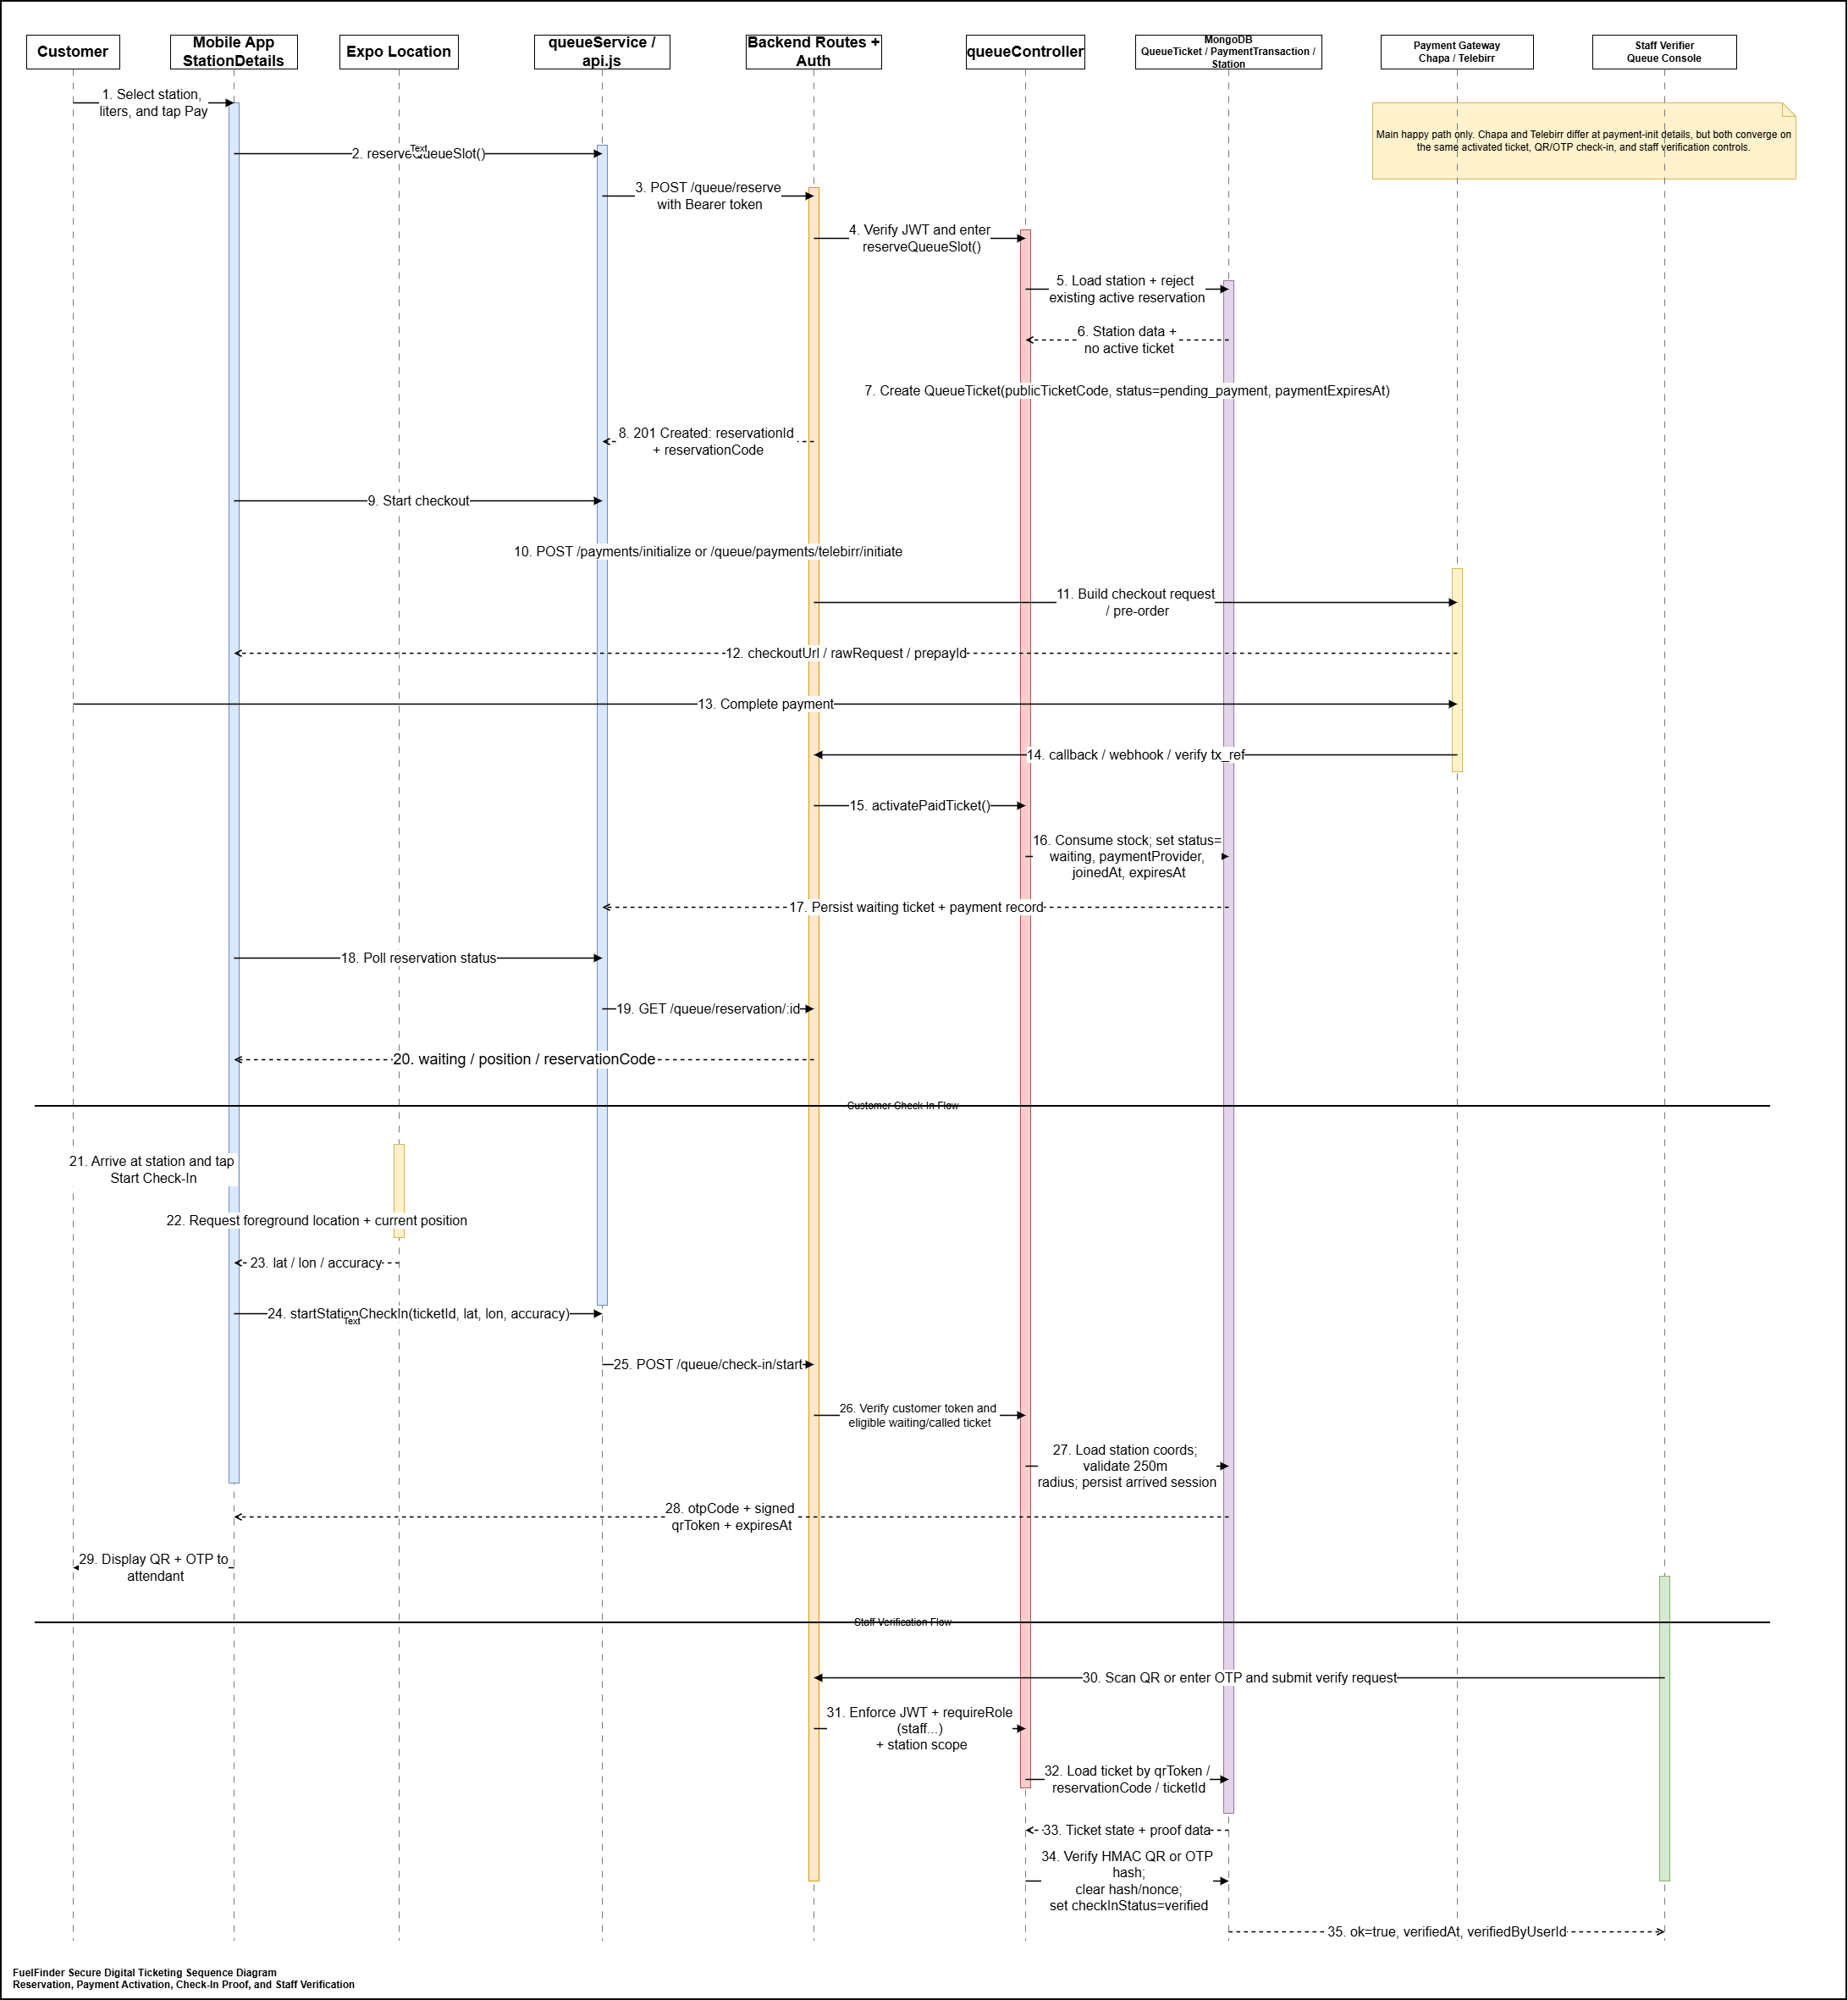 Customer
Mobile App
StationDetails
Expo Location
queueService /
api.js
Backend Routes +
Auth
queueController
MongoDB
QueueTicket / PaymentTransaction /
Station
Payment Gateway
Chapa / Telebirr
Staff Verifier
Queue Console
1. Select station,
liters, and tap Pay
Main happy path only. Chapa and Telebirr differ at payment-init details, but both converge on
the same activated ticket, QR/OTP check-in, and staff verification controls.
Text
2. reserveQueueSlot()
3. POST /queue/reserve
with Bearer token
4. Verify JWT and enter
reserveQueueSlot()
5. Load station + reject
existing active reservation
6. Station data +
no active ticket
7. Create QueueTicket(publicTicketCode, status=pending_payment, paymentExpiresAt)
8. 201 Created: reservationId
+ reservationCode
9. Start checkout
10. POST /payments/initialize or /queue/payments/telebirr/initiate
11. Build checkout request
/ pre-order
12. checkoutUrl / rawRequest / prepayId
13. Complete payment
14. callback / webhook / verify tx_ref
15. activatePaidTicket()
16. Consume stock; set status=
waiting, paymentProvider,
joinedAt, expiresAt
17. Persist waiting ticket + payment record
18. Poll reservation status
19. GET /queue/reservation/:id
20. waiting / position / reservationCode
Customer Check-In Flow
21. Arrive at station and tap
Start Check-In
22. Request foreground location + current position
23. lat / lon / accuracy
24. startStationCheckIn(ticketId, lat, lon, accuracy)
Text
25. POST /queue/check-in/start
26. Verify customer token and
eligible waiting/called ticket
27. Load station coords;
validate 250m
radius; persist arrived session
28. otpCode + signed
qrToken + expiresAt
29. Display QR + OTP to
attendant
Staff Verification Flow
30. Scan QR or enter OTP and submit verify request
31. Enforce JWT + requireRole
(staff...)
+ station scope
32. Load ticket by qrToken /
reservationCode / ticketId
33. Ticket state + proof data
34. Verify HMAC QR or OTP
hash;
clear hash/nonce;
set checkInStatus=verified
35. ok=true, verifiedAt, verifiedByUserId
FuelFinder Secure Digital Ticketing Sequence Diagram
Reservation, Payment Activation, Check-In Proof, and Staff Verification